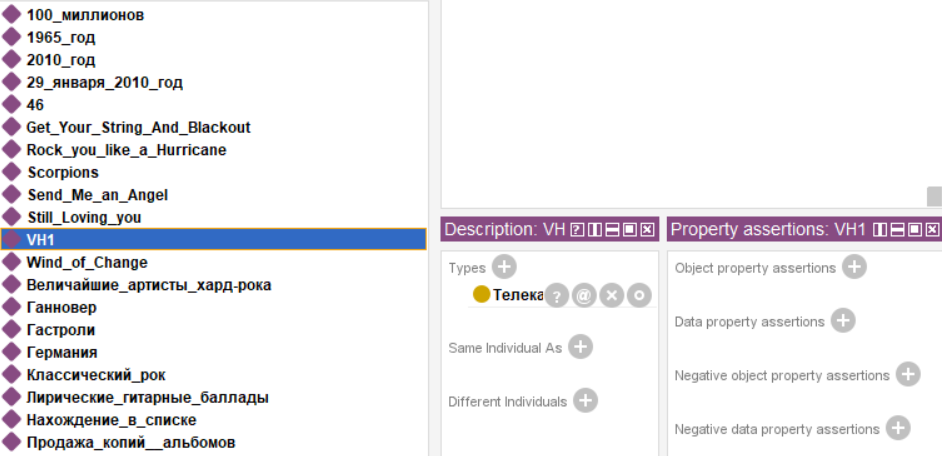 100_миллионов
1965_год
2010_год
29_января_2010_год
46
Get_Your_String_And_Blackout
Rock_you_like_a_Hurricane
Scorpions
Send_Me_an_Angel
Still_Loving_you
VH1
Wind_of_Change
Величайшие_артисты_хард-рока
Ганновер
Гастроли
Германия
Классический_рок
Лирические_гитарные_баллады
Нахождение_в_списке
Продажа_копий__альбомов
Description: VH
Types
Телека
Same Individual As
Different Individuals
Property assertions: VH1
Object property assertions
Data property assertions
Negative object property assertions
Negative data property assertions